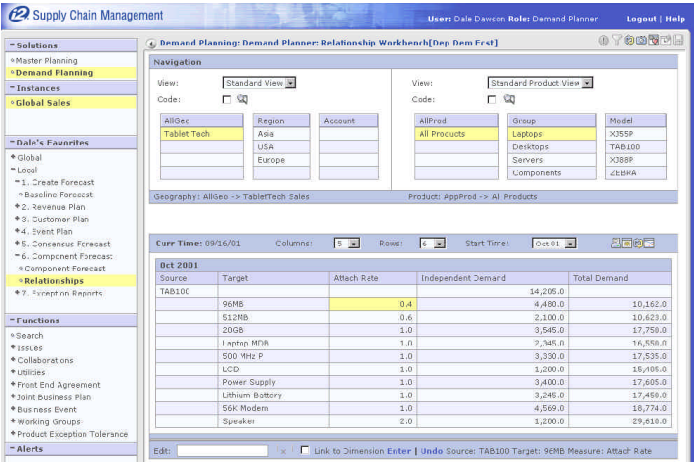 i2 Supply Chain Management
User: Dale Dawson Role: Demand Planner Logout | Help
Solutions
Master Planning
Demand Planning
Instances
Global Sales
Dale's Favorites
Global
Local
1. Create Forecast
Baseline Forecast
2. Revenue Plan
3. Customer Plan
4. Event Plan
5. Consensus Forecast
6. Component Forecast
Component Forecast
Relationships
7. Exception Reports
Functions
Search
Issues
Collaborations
Utilities
Front End Agreement
Joint Business Plan
Business Event
Working Groups
Product Exception Tolerance
Alerts
Demand Planning: Demand Planner: Relationship Workbench[Dep Dem Fcst]
Navigation
View: Standard View
Code:
AllGeo Region Account
Tablet Tech Asia
USA
Europe
View: Standard Product View
Code:
AllProd Group Model
All Products Laptops XJ55P
Desktops TAB100
Servers XJ88P
Components ZEBRA
Geography: AllGeo -> TabletTech Sales Product: AppProd -> All Products
Curr Time: 09/16/01 Columns: 5 Rows: 6 Start Time: Oct 01
Oct 2001
Source Target Attach Rate Independent Demand Total Demand
TAB100 14,205.0
96MB 0.4 4,480.0 10,162.0
512MB 0.6 2,100.0 10,623.0
20GB 1.0 3,545.0 17,750.0
Laptop MDB 1.0 2,345.0 16,550.0
500 MHz P 1.0 3,330.0 17,535.0
LCD 1.0 1,200.0 15,405.0
Power Supply 1.0 3,400.0 17,605.0
Lithium Battery 1.0 3,245.0 17,450.0
56K Modem 1.0 4,569.0 18,774.0
Speaker 2.0 1,200.0 29,610.0
Edit: Link to Dimension Enter | Undo Source: TAB100 Target: 96MB Measure: Attach Rate